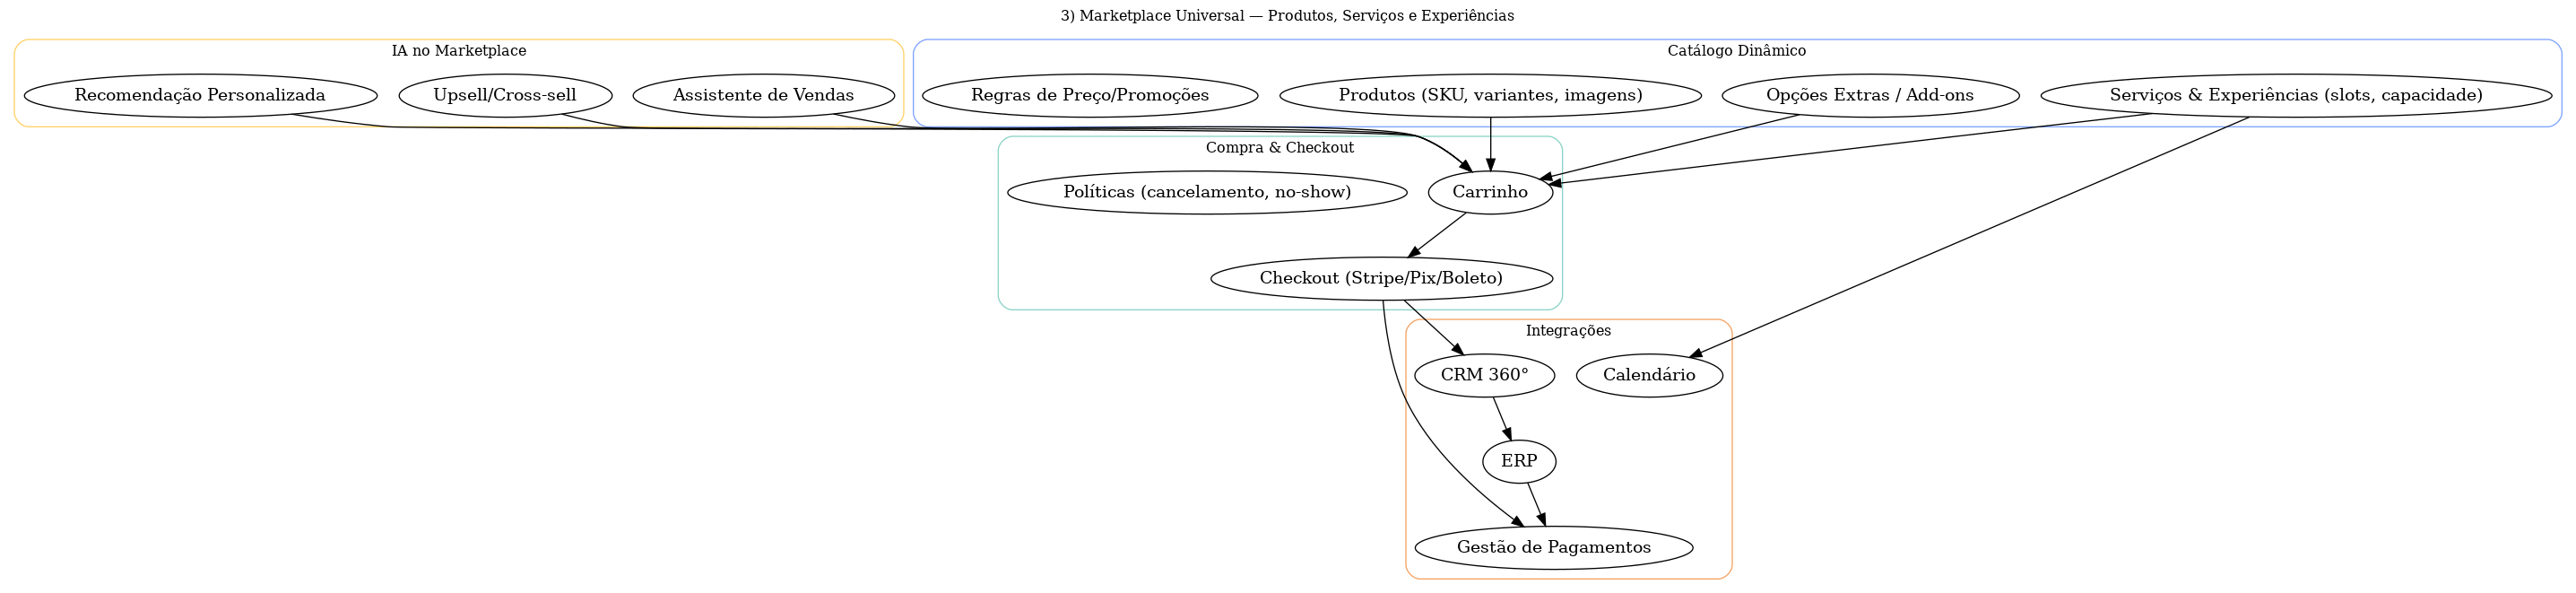 3) Marketplace Universal — Produtos, Serviços e Experiências
IA no Marketplace
Catálogo Dinâmico
Recomendação Personalizada
Upsell/Cross-sell
Assistente de Vendas
Regras de Preço/Promoções
Produtos (SKU, variantes, imagens)
Opções Extras / Add-ons
Serviços & Experiências (slots, capacidade)
Compra & Checkout
Políticas (cancelamento, no-show)
Carrinho
Checkout (Stripe/Pix/Boleto)
Integrações
CRM 360°
Calendário
ERP
Gestão de Pagamentos